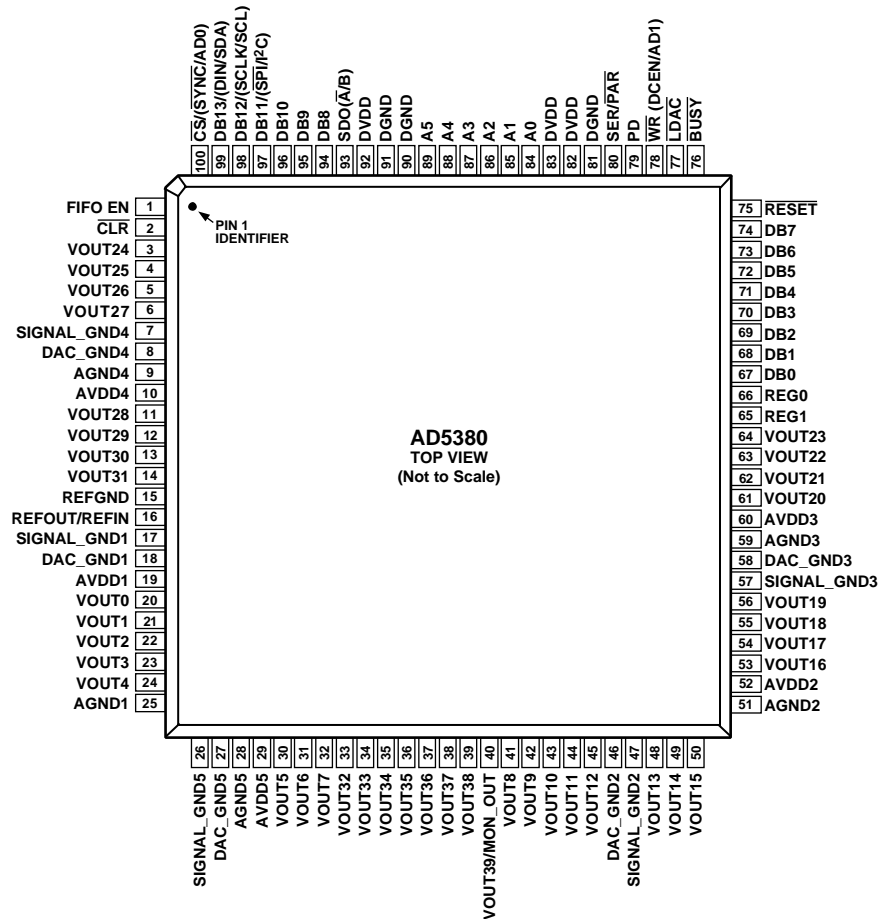 CS/(SYNC/AD0)
DB13/(DIN/SDA)
DB12/(SCLK/SCL)
DB11/(SPI/I²C)
DB10
DB9
DB8
SDO(A/B)
DVDD
DGND
DGND
A5
A4
A3
A2
A1
A0
DVDD
DVDD
DGND
SER/PAR
PD
WR (DCEN/AD1)
LDAC
BUSY
100 99 98 97 96 95 94 93 92 91 90 89 88 87 86 85 84 83 82 81 80 79 78 77 76
FIFO EN 1
CLR 2
VOUT24 3
VOUT25 4
VOUT26 5
VOUT27 6
SIGNAL_GND4 7
DAC_GND4 8
AGND4 9
AVDD4 10
VOUT28 11
VOUT29 12
VOUT30 13
VOUT31 14
REFGND 15
REFOUT/REFIN 16
SIGNAL_GND1 17
DAC_GND1 18
AVDD1 19
VOUT0 20
VOUT1 21
VOUT2 22
VOUT3 23
VOUT4 24
AGND1 25
PIN 1
IDENTIFIER
AD5380
TOP VIEW
(Not to Scale)
75 RESET
74 DB7
73 DB6
72 DB5
71 DB4
70 DB3
69 DB2
68 DB1
67 DB0
66 REG0
65 REG1
64 VOUT23
63 VOUT22
62 VOUT21
61 VOUT20
60 AVDD3
59 AGND3
58 DAC_GND3
57 SIGNAL_GND3
56 VOUT19
55 VOUT18
54 VOUT17
53 VOUT16
52 AVDD2
51 AGND2
26 27 28 29 30 31 32 33 34 35 36 37 38 39 40 41 42 43 44 45 46 47 48 49 50
SIGNAL_GND5
DAC_GND5
AGND5
AVDD5
VOUT5
VOUT6
VOUT7
VOUT32
VOUT33
VOUT34
VOUT35
VOUT36
VOUT37
VOUT38
VOUT39/MON_OUT
VOUT8
VOUT9
VOUT10
VOUT11
VOUT12
DAC_GND2
SIGNAL_GND2
VOUT13
VOUT14
VOUT15